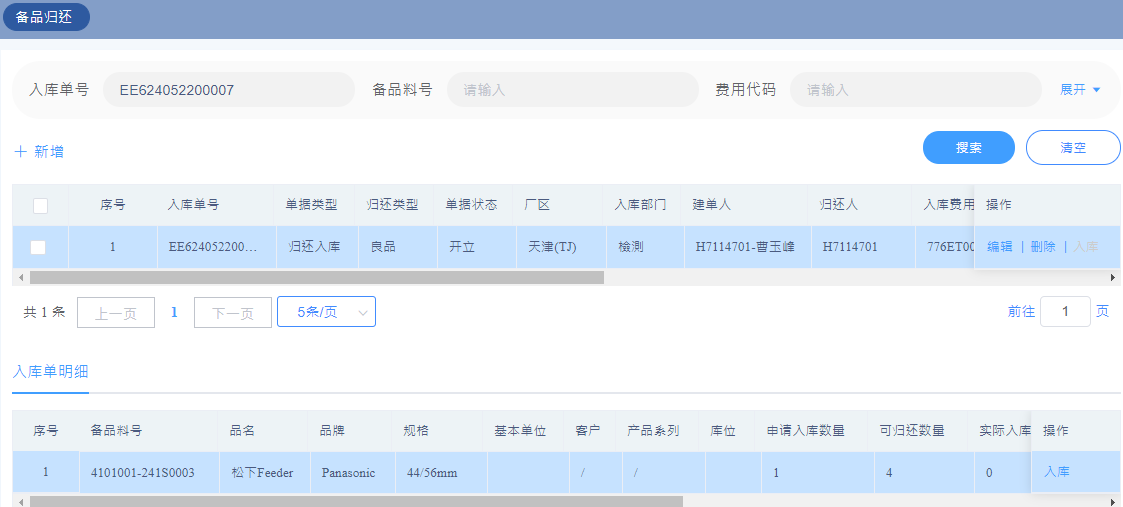 备品归还
入库单号 EE624052200007 备品料号 请输入 费用代码 请输入 展开
新增 搜索 清空
序号 入库单号 单据类型 归还类型 单据状态 厂区 入库部门 建单人 归还人 入库费用 操作
1 EE624052200... 归还入库 良品 开立 天津(TJ) 檢測 H7114701-曹玉峰 H7114701 776ET00 编辑 | 删除 | 入库
共 1 条 上一页 1 下一页 5条/页 前往 1 页
入库单明细
序号 备品料号 品名 品牌 规格 基本单位 客户 产品系列 库位 申请入库数量 可归还数量 实际入库 操作
1 4101001-241S0003 松下Feeder Panasonic 44/56mm / / 1 4 0 入库